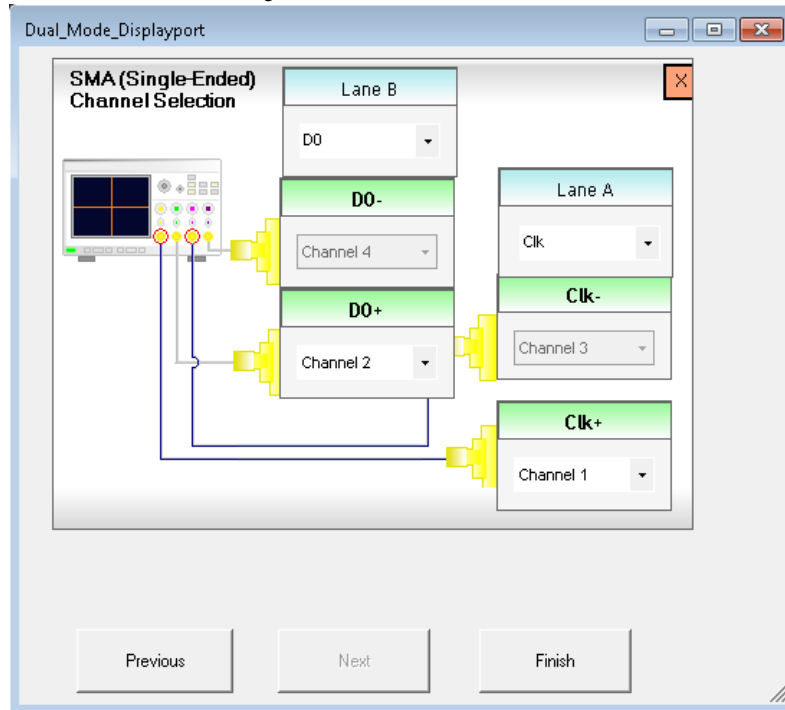 Dual_Mode_Displayport
SMA (Single-Ended)
Channel Selection
X
Lane B
D0
D0-
Channel 4
D0+
Channel 2
Lane A
Clk
Clk-
Channel 3
Clk+
Channel 1
Previous
Next
Finish